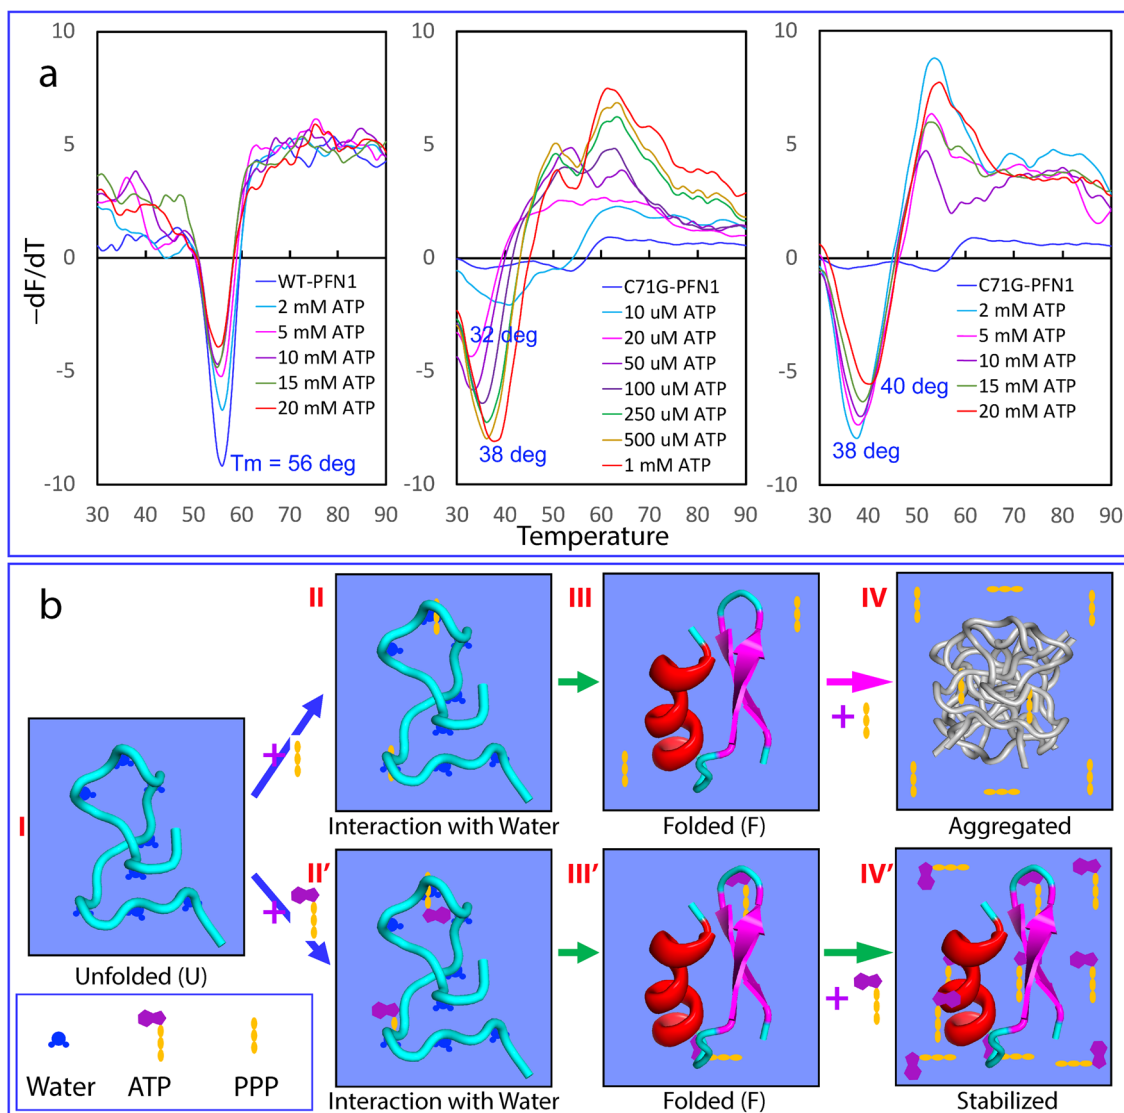 a
–dF/dT
10
5
0
-5
-10
WT-PFN1
2 mM ATP
5 mM ATP
10 mM ATP
15 mM ATP
20 mM ATP
Tm = 56 deg
30 40 50 60 70 80 90
10
5
0
-5
-10
C71G-PFN1
10 uM ATP
20 uM ATP
50 uM ATP
100 uM ATP
250 uM ATP
500 uM ATP
1 mM ATP
32 deg
38 deg
30 40 50 60 70 80 90
10
5
0
-5
-10
C71G-PFN1
2 mM ATP
5 mM ATP
10 mM ATP
15 mM ATP
20 mM ATP
40 deg
38 deg
30 40 50 60 70 80 90
Temperature
b
I
Unfolded (U)
+
II
Interaction with Water
III
Folded (F)
+
IV
Aggregated
+
II'
Interaction with Water
III'
Folded (F)
+
IV'
Stabilized
Water ATP PPP